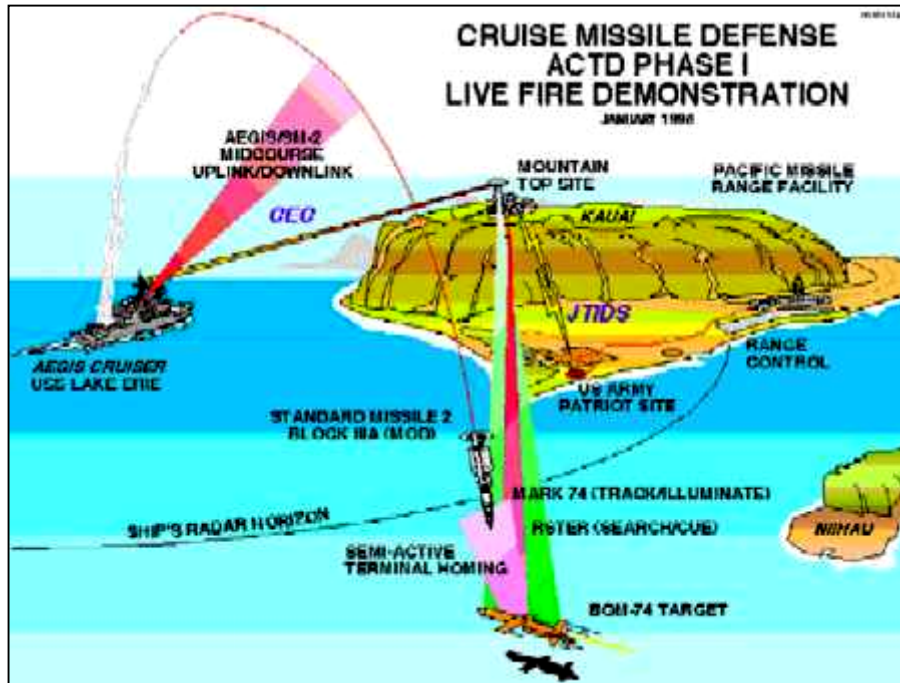 CRUISE MISSILE DEFENSE
ACTD PHASE I
LIVE FIRE DEMONSTRATION
JANUARY 1996
AEGIS/SM-2
MIDCOURSE
UPLINK/DOWNLINK
MOUNTAIN
TOP SITE
PACIFIC MISSILE
RANGE FACILITY
CEC
KAUAI
JTIDS
AEGIS CRUISER
USS LAKE ERIE
RANGE
CONTROL
US ARMY
PATRIOT SITE
STANDARD MISSILE 2
BLOCK IIIA (MOD)
MARK 74 (TRACK/ILLUMINATE)
SHIP'S RADAR HORIZON
RSTER (SEARCH/CUE)
NIIHAU
SEMI-ACTIVE
TERMINAL HOMING
BQM-74 TARGET